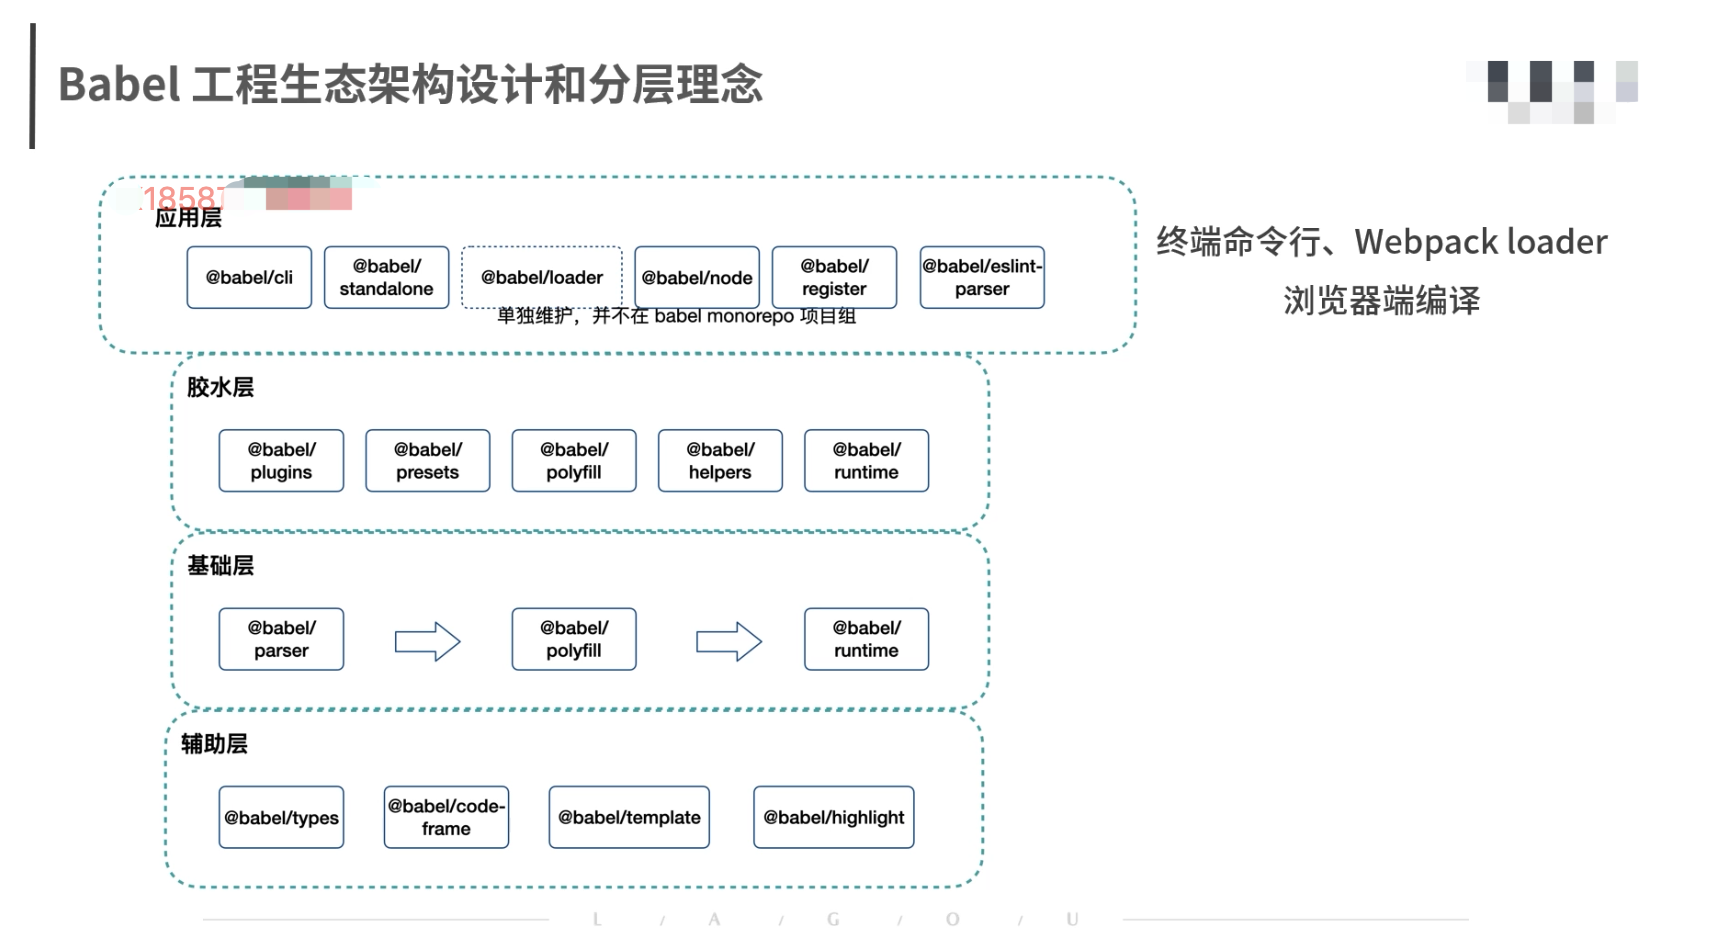 Babel 工程生态架构设计和分层理念
18587
应用层
@babel/cli
@babel/
standalone
@babel/loader
@babel/node
@babel/
register
@babel/eslint-
parser
单独维护，并不在 babel monorepo 项目组
终端命令行、Webpack loader
浏览器端编译
胶水层
@babel/
plugins
@babel/
presets
@babel/
polyfill
@babel/
helpers
@babel/
runtime
基础层
@babel/
parser
@babel/
polyfill
@babel/
runtime
辅助层
@babel/types
@babel/code-
frame
@babel/template
@babel/highlight
L / A / G / O / U